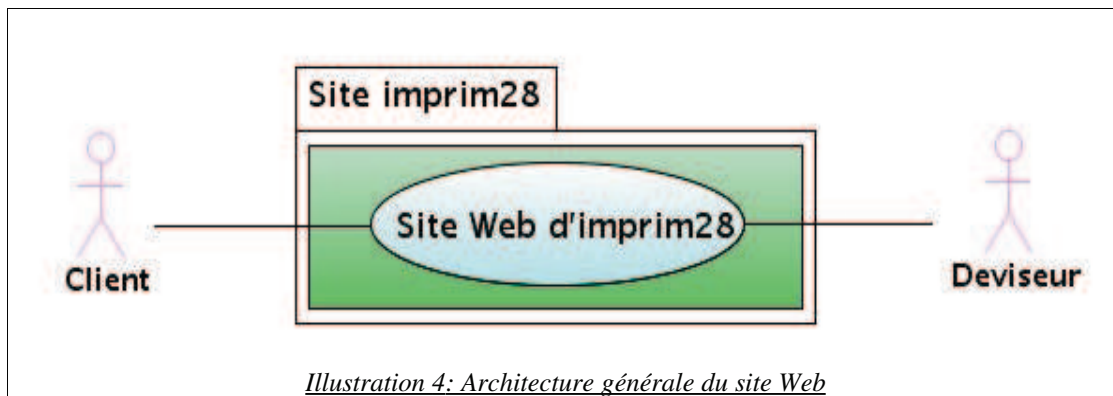 Site imprim28
Site Web d'imprim28
Client
Deviseur
Illustration 4: Architecture générale du site Web